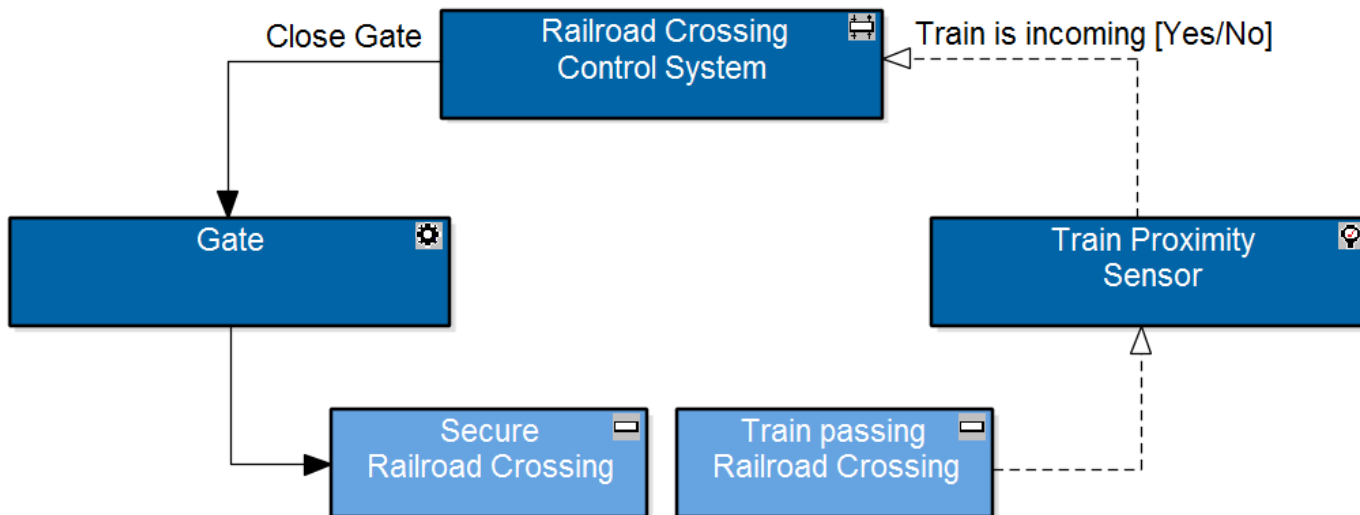 Close Gate
Railroad Crossing
Control System
Train is incoming [Yes/No]
Gate
Train Proximity
Sensor
Secure
Railroad Crossing
Train passing
Railroad Crossing